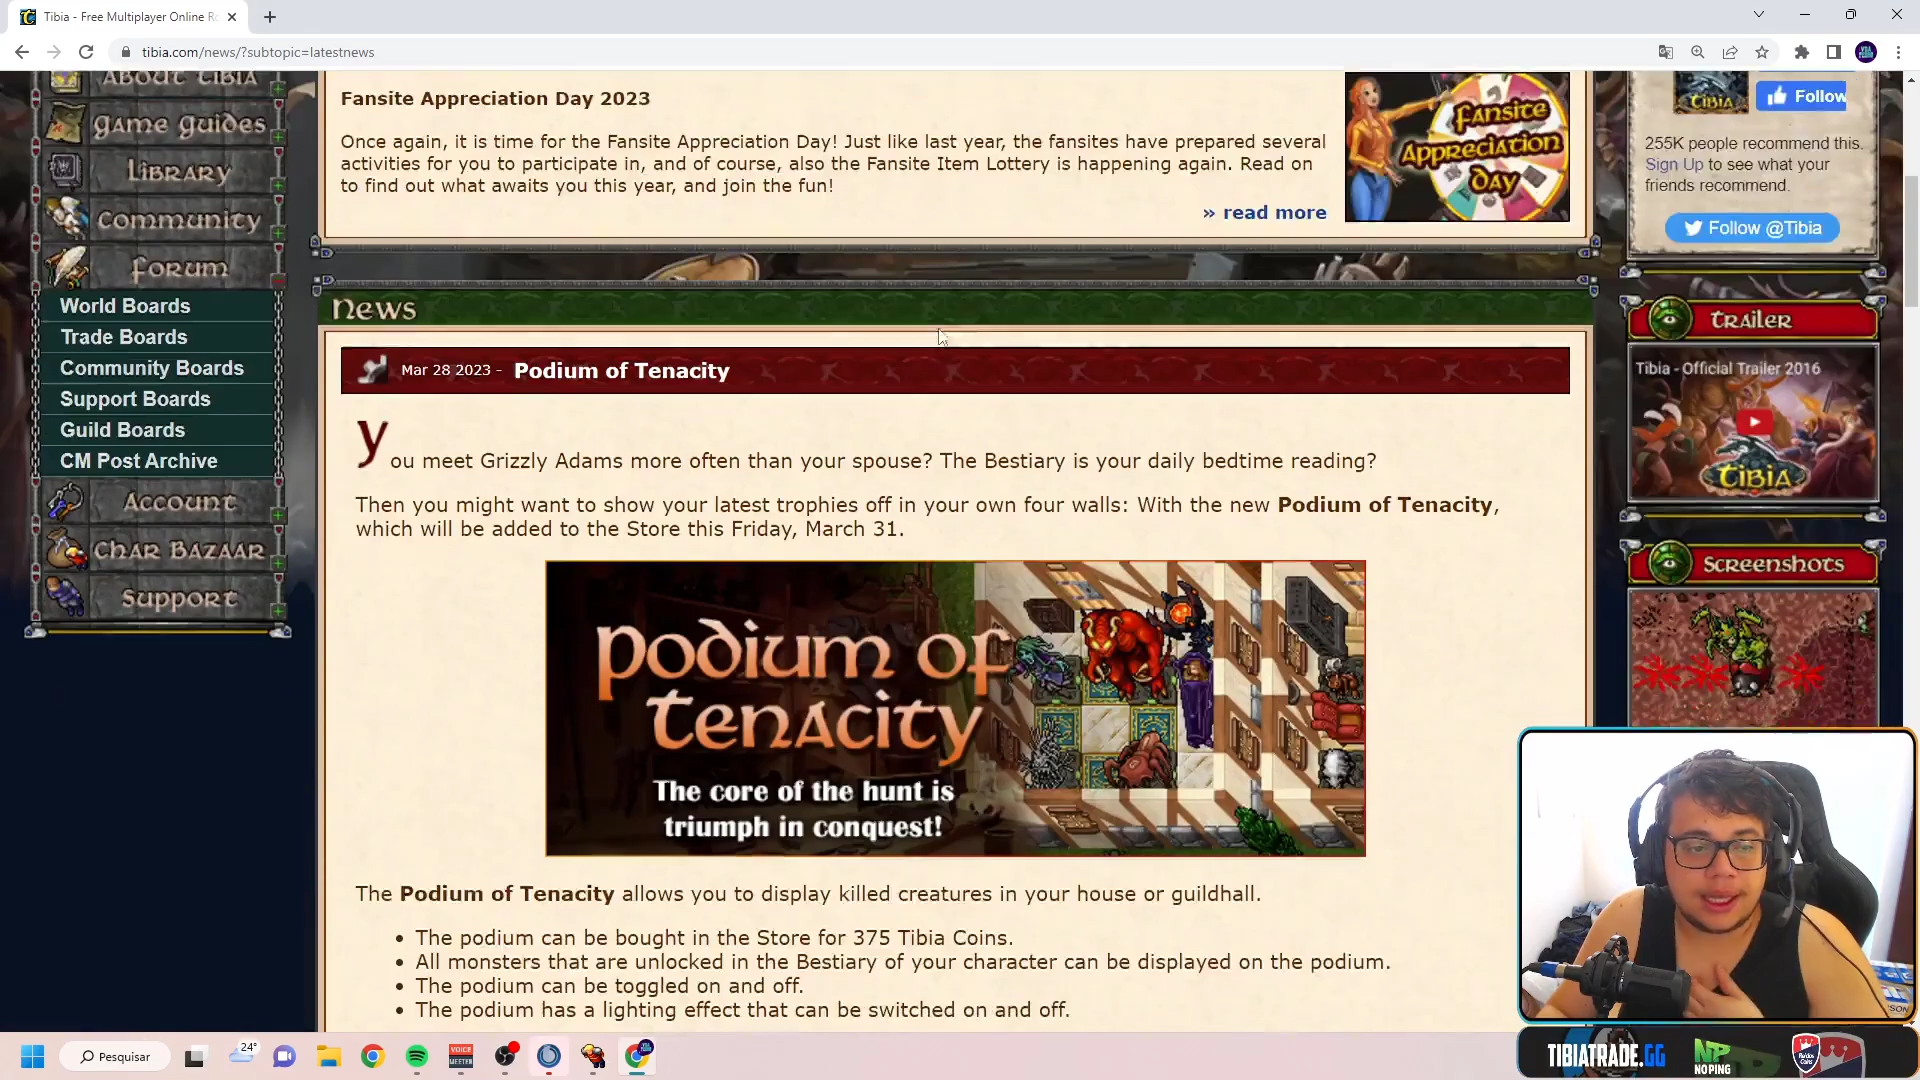 Tibia - Free Multiplayer Online R
tibia.com/news/?subtopic=latestnews
ABOUT TIBIA
GAME GUIDES
LIBRARY
COMMUNITY
FORUM
World Boards
Trade Boards
Community Boards
Support Boards
Guild Boards
CM Post Archive
ACCOUNT
CHAR BAZAAR
SUPPORT
Fansite Appreciation Day 2023
Once again, it is time for the Fansite Appreciation Day! Just like last year, the fansites have prepared several
activities for you to participate in, and of course, also the Fansite Item Lottery is happening again. Read on
to find out what awaits you this year, and join the fun!
» read more
Fansite
Appreciation
Day
News
Mar 28 2023 - Podium of Tenacity
You meet Grizzly Adams more often than your spouse? The Bestiary is your daily bedtime reading?
Then you might want to show your latest trophies off in your own four walls: With the new Podium of Tenacity,
which will be added to the Store this Friday, March 31.
Podium of
Tenacity
The core of the hunt is
triumph in conquest!
The Podium of Tenacity allows you to display killed creatures in your house or guildhall.
• The podium can be bought in the Store for 375 Tibia Coins.
• All monsters that are unlocked in the Bestiary of your character can be displayed on the podium.
• The podium can be toggled on and off.
• The podium has a lighting effect that can be switched on and off.
TIBIA
Follow
255K people recommend this.
Sign Up to see what your
friends recommend.
Follow @Tibia
TRAILER
Tibia - Official Trailer 2016
TIBIA
SCREENSHOTS
Pesquisar
24°
VOICE
MEETER
TIBIATRADE.GG
NP
NO PING
Rubini
Coins